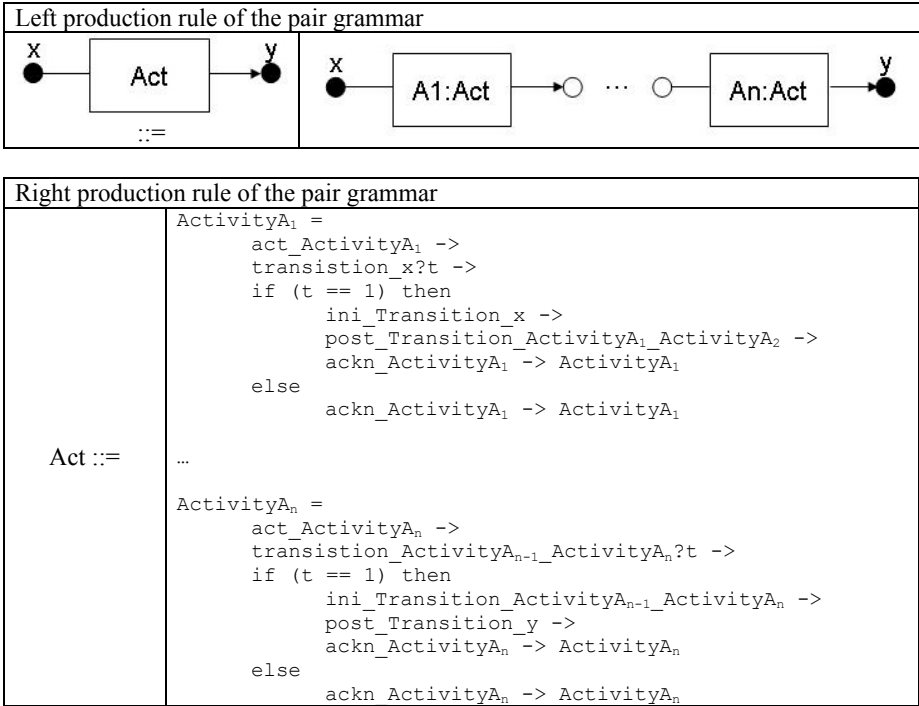 Left production rule of the pair grammar
x y
Act
::=
x y
A1:Act ... An:Act
Right production rule of the pair grammar
Act ::=
ActivityA₁ =
act_ActivityA₁ ->
transistion_x?t ->
if (t == 1) then
ini_Transition_x ->
post_Transition_ActivityA₁_ActivityA₂ ->
ackn_ActivityA₁ -> ActivityA₁
else
ackn_ActivityA₁ -> ActivityA₁
…
ActivityAₙ =
act_ActivityAₙ ->
transistion_ActivityAₙ₋₁_ActivityAₙ?t ->
if (t == 1) then
ini_Transition_ActivityAₙ₋₁_ActivityAₙ ->
post_Transition_y ->
ackn_ActivityAₙ -> ActivityAₙ
else
ackn_ActivityAₙ -> ActivityAₙ